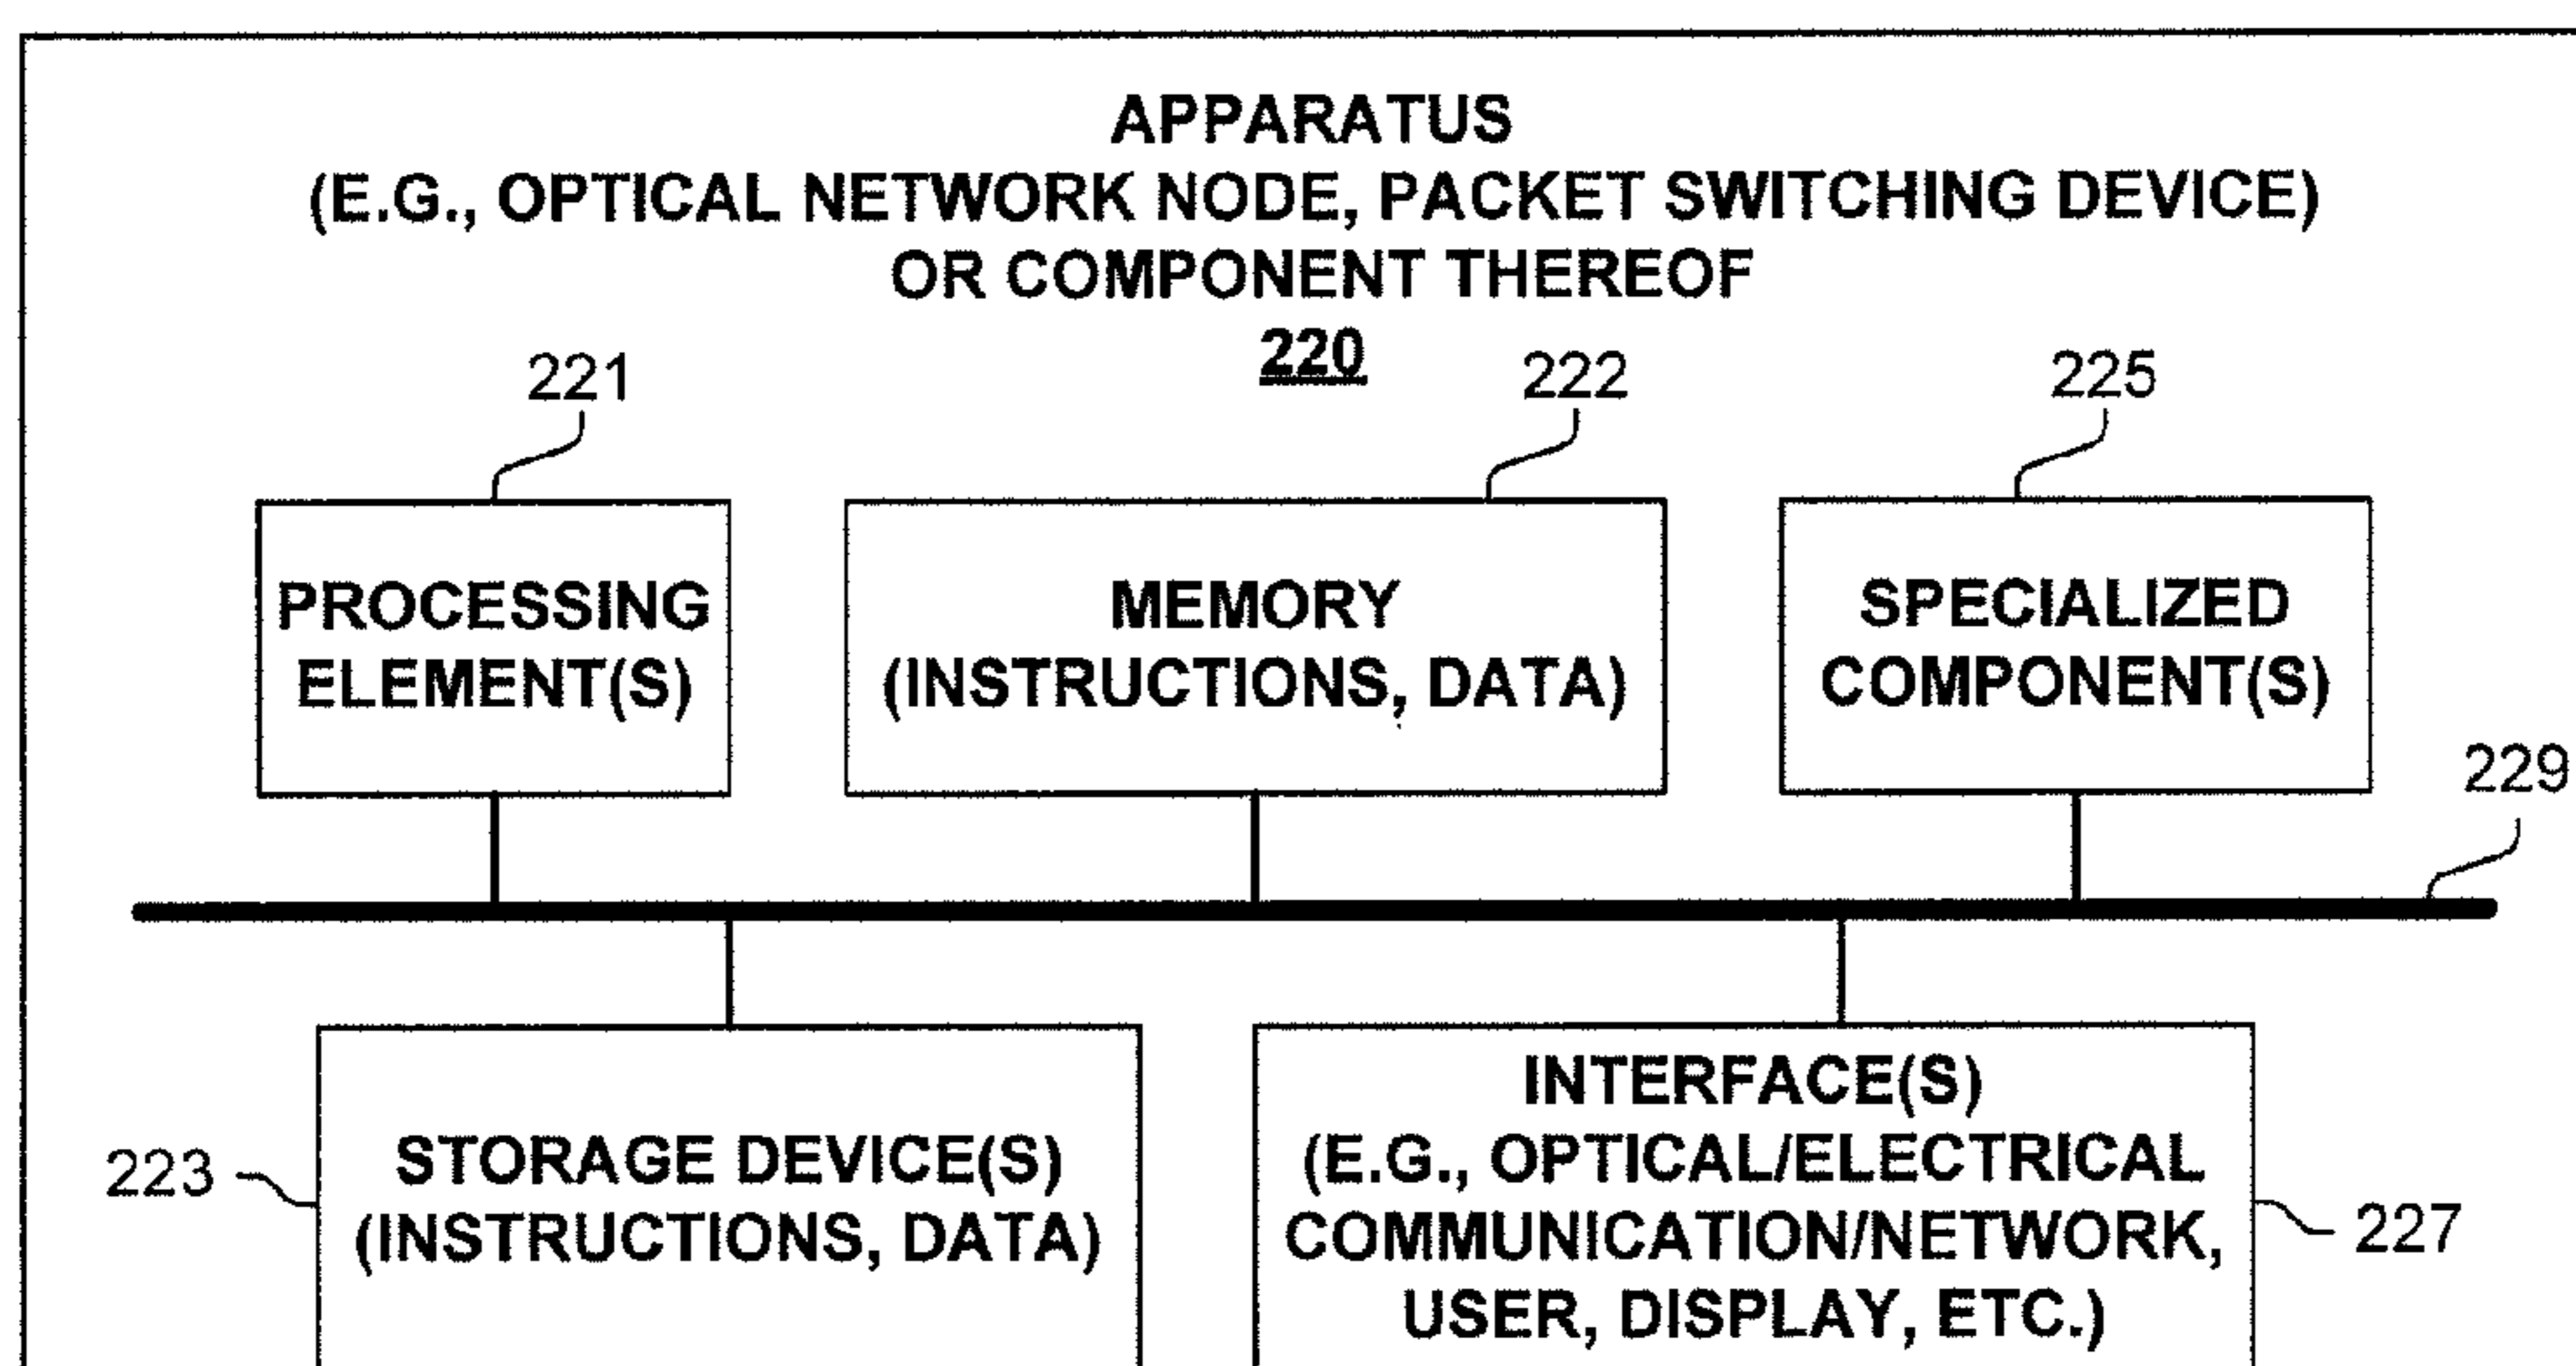 APPARATUS
(E.G., OPTICAL NETWORK NODE, PACKET SWITCHING DEVICE)
OR COMPONENT THEREOF
220
221
222
225
PROCESSING
ELEMENT(S)
MEMORY
(INSTRUCTIONS, DATA)
SPECIALIZED
COMPONENT(S)
229
223
STORAGE DEVICE(S)
(INSTRUCTIONS, DATA)
INTERFACE(S)
(E.G., OPTICAL/ELECTRICAL
COMMUNICATION/NETWORK,
USER, DISPLAY, ETC.)
227